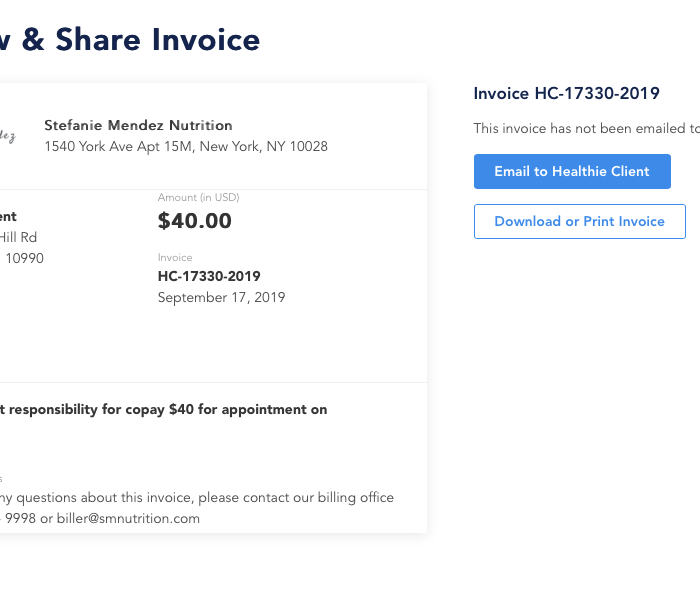 & Share Invoice
Stefanie Mendez Nutrition
1540 York Ave Apt 15M, New York, NY 10028
Amount (in USD)
$40.00
Hill Rd
10990
Invoice
HC-17330-2019
September 17, 2019
responsibility for copay $40 for appointment on
questions about this invoice, please contact our billing office
9998 or biller@smnutrition.com
Invoice HC-17330-2019
This invoice has not been emailed to
Email to Healthie Client
Download or Print Invoice